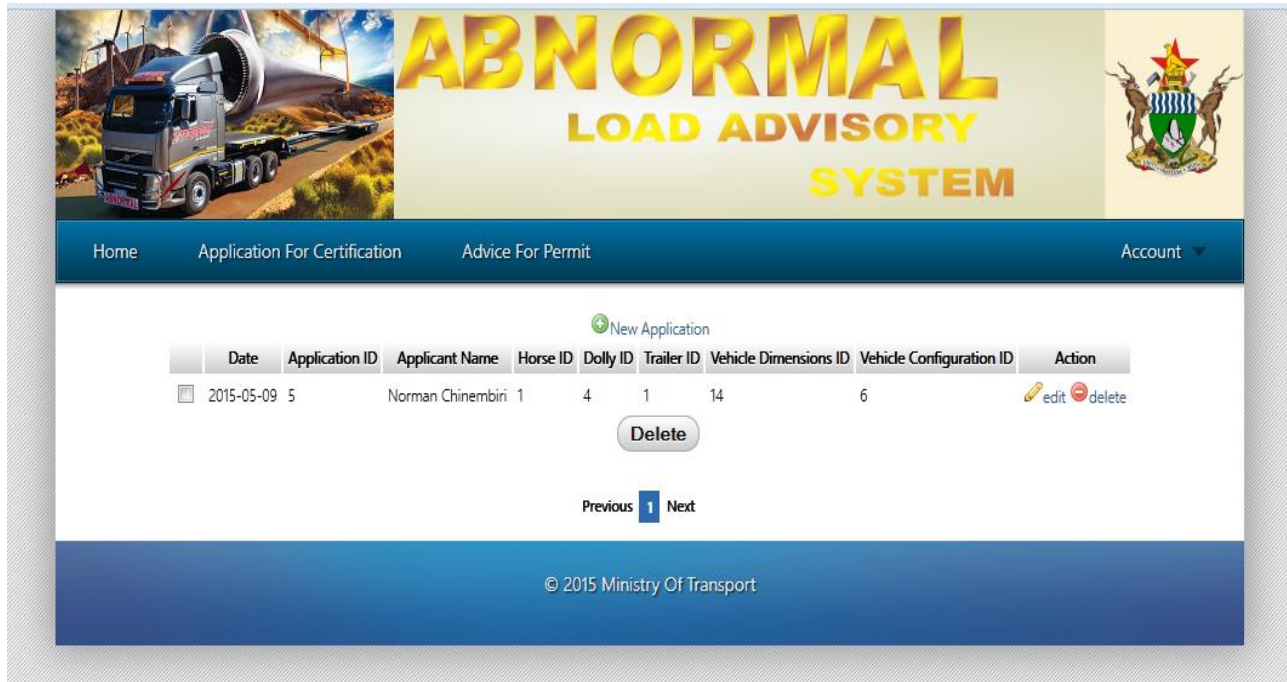 ABNORMAL
LOAD ADVISORY
SYSTEM
ABNORMAL
Home Application For Certification Advice For Permit Account
New Application
Date Application ID Applicant Name Horse ID Dolly ID Trailer ID Vehicle Dimensions ID Vehicle Configuration ID Action
2015-05-09 5 Norman Chinembiri 1 4 1 14 6 edit delete
Delete
Previous 1 Next
© 2015 Ministry Of Transport